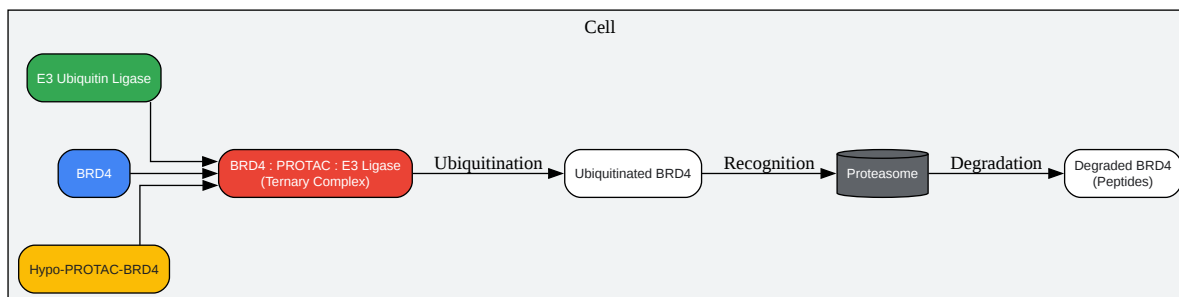 Cell
E3 Ubiquitin Ligase
BRD4
Hypo-PROTAC-BRD4
BRD4 : PROTAC : E3 Ligase
(Ternary Complex)
Ubiquitination
Ubiquitinated BRD4
Recognition
Proteasome
Degradation
Degraded BRD4
(Peptides)